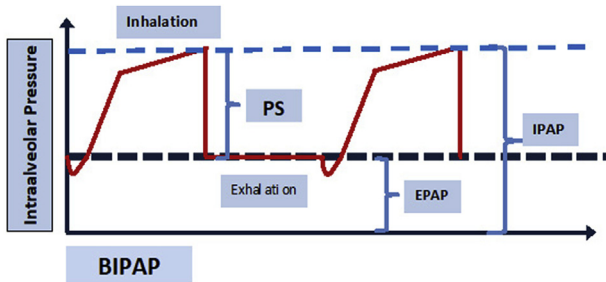 Inhalation
Intraalveolar Pressure
PS
IPAP
Exhalation
EPAP
BIPAP